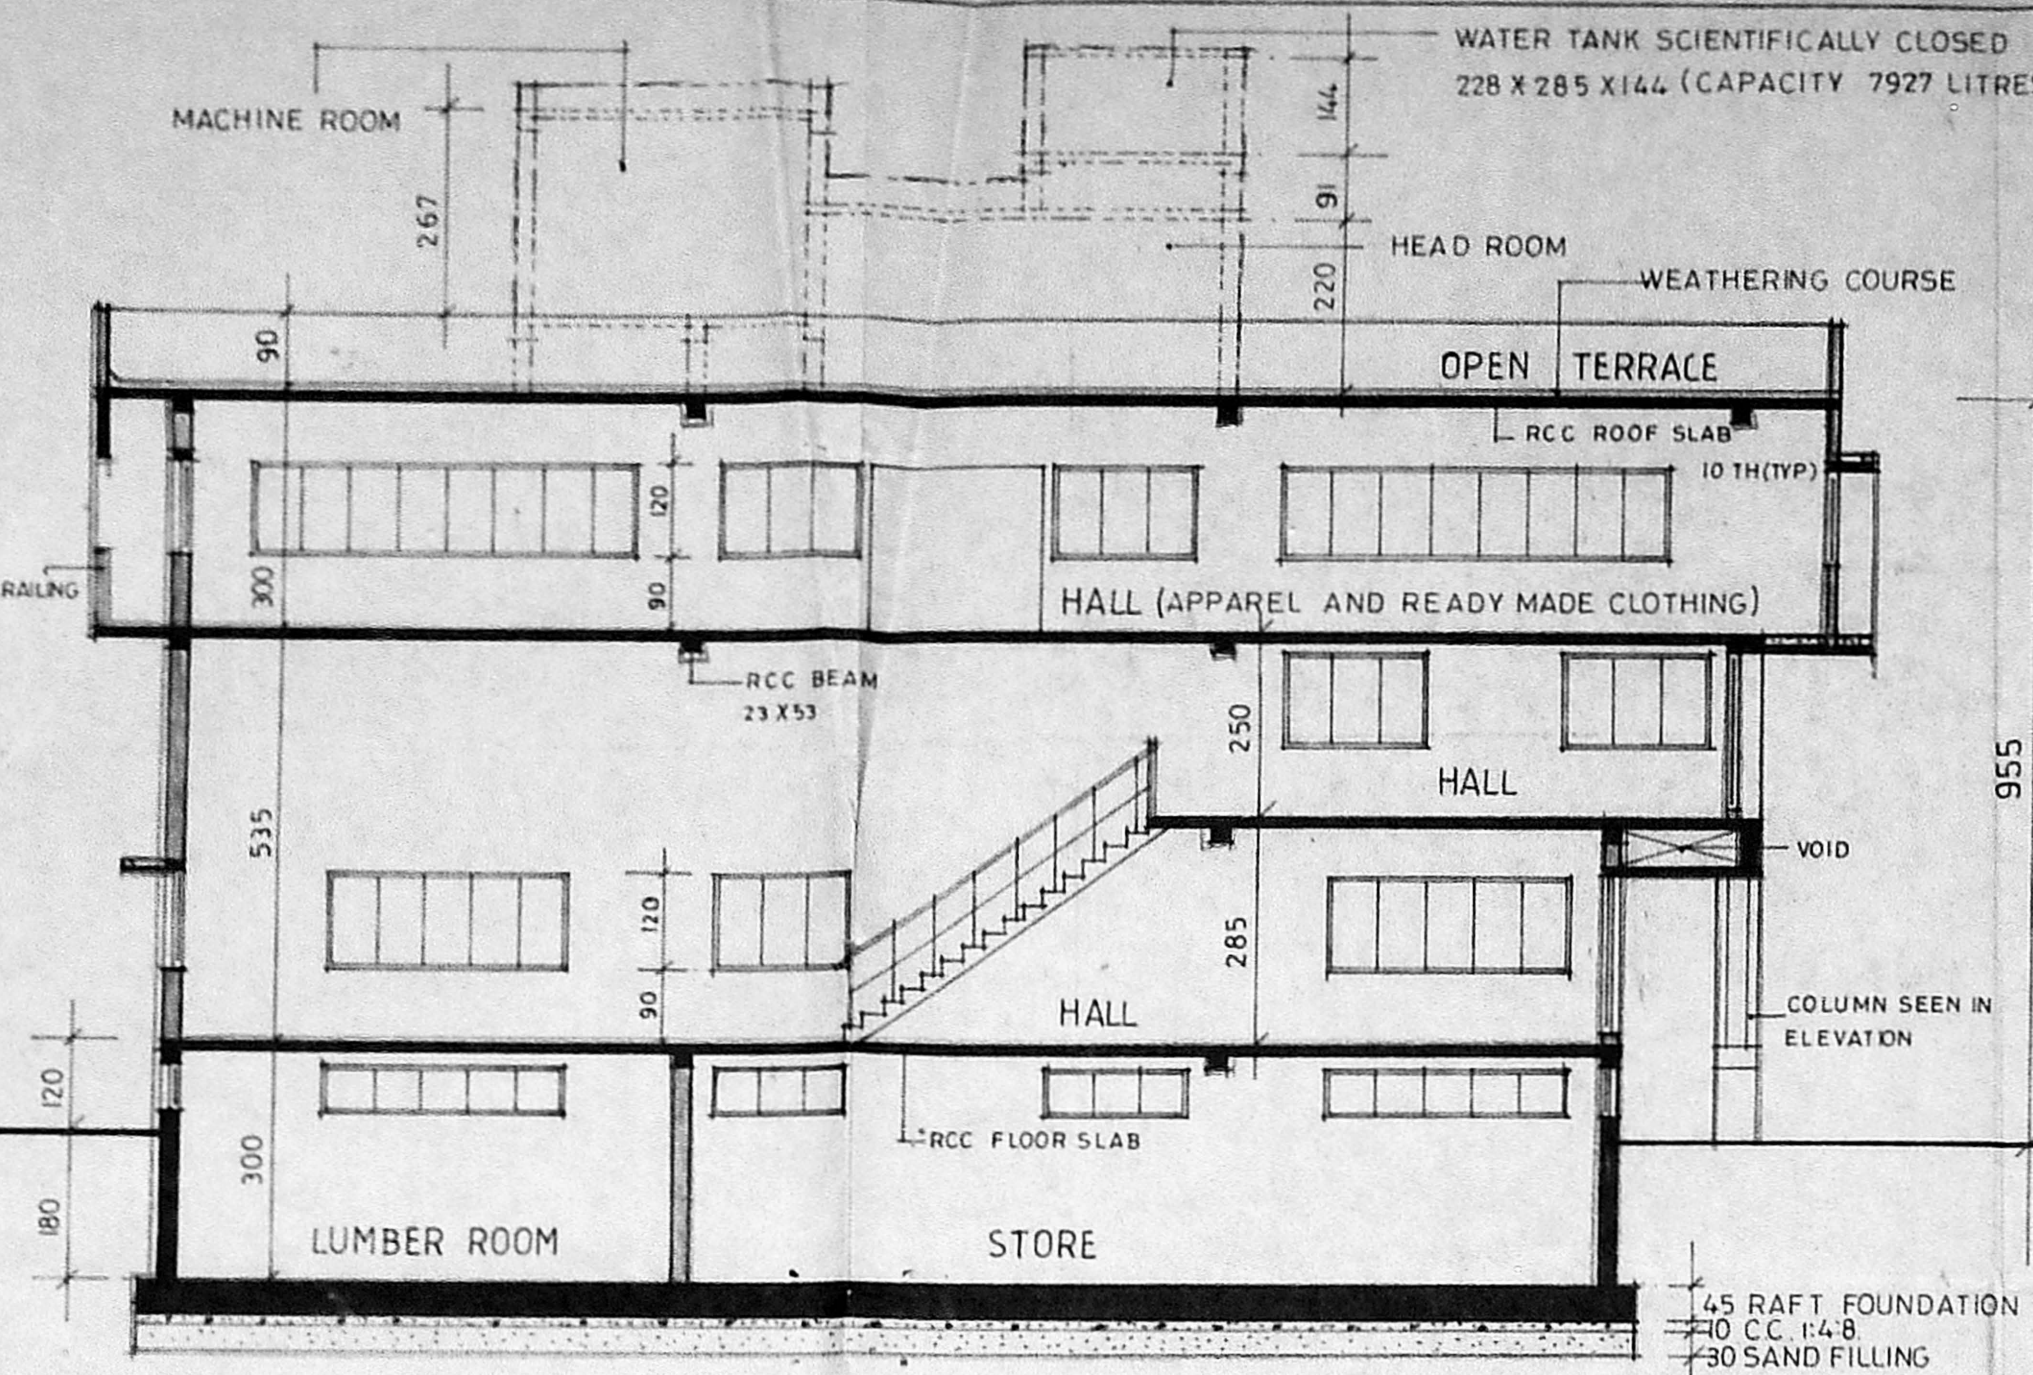 WATER TANK SCIENTIFICALLY CLOSED
228 X 285 X 144 (CAPACITY 7927 LITRES
MACHINE ROOM
144
91
267
HEAD ROOM
220
WEATHERING COURSE
90
OPEN TERRACE
RCC ROOF SLAB
10 TH(TYP)
120
RAILING
300
90
HALL (APPAREL AND READY MADE CLOTHING)
RCC BEAM
23 X 53
250
HALL
955
535
VOID
120
285
90
HALL
COLUMN SEEN IN
ELEVATION
120
RCC FLOOR SLAB
300
180
LUMBER ROOM
STORE
45 RAFT FOUNDATION
10 C.C. 1:4:8.
30 SAND FILLING